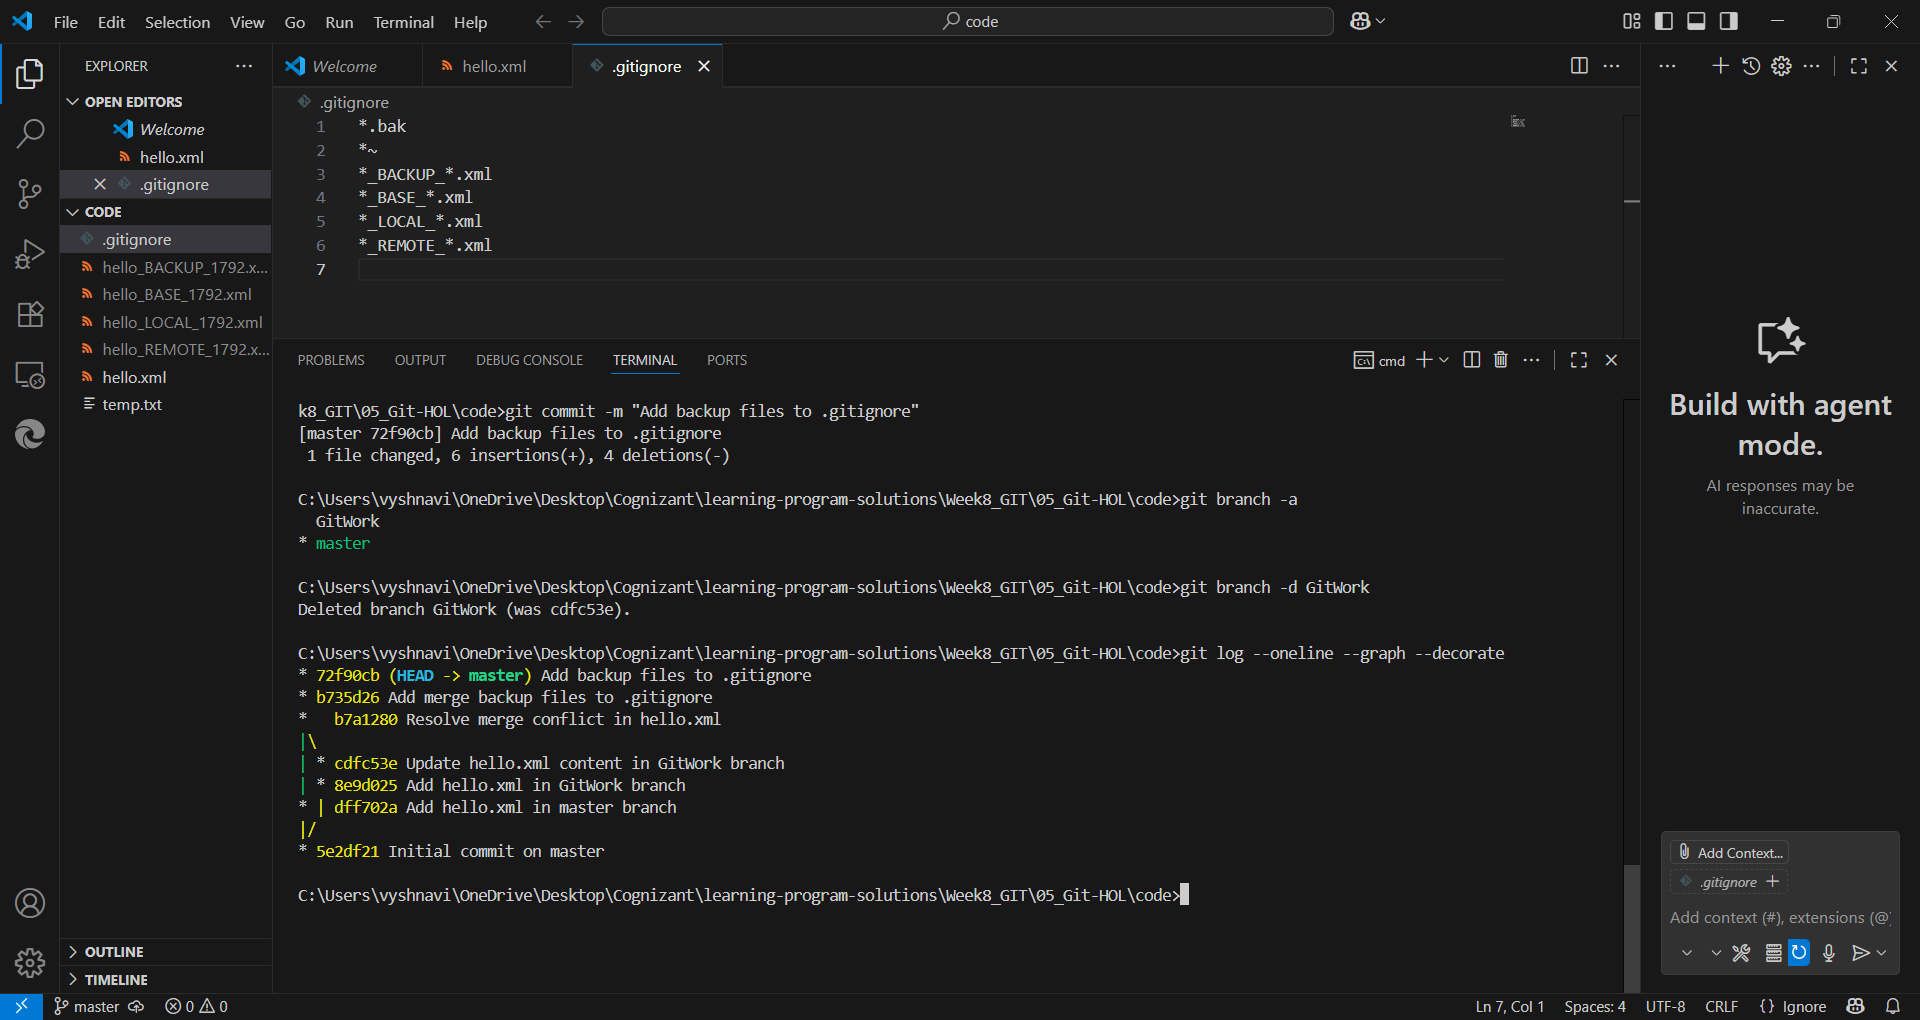 File Edit Selection View Go Run Terminal Help
code
EXPLORER
OPEN EDITORS
Welcome
hello.xml
.gitignore
CODE
.gitignore
hello_BACKUP_1792.x...
hello_BASE_1792.xml
hello_LOCAL_1792.xml
hello_REMOTE_1792.x...
hello.xml
temp.txt
OUTLINE
TIMELINE
Welcome hello.xml .gitignore
.gitignore
1 *.bak
2 *~
3 *_BACKUP_*.xml
4 *_BASE_*.xml
5 *_LOCAL_*.xml
6 *_REMOTE_*.xml
7
PROBLEMS OUTPUT DEBUG CONSOLE TERMINAL PORTS
cmd
k8_GIT\05_Git-HOL\code>git commit -m "Add backup files to .gitignore"
[master 72f90cb] Add backup files to .gitignore
 1 file changed, 6 insertions(+), 4 deletions(-)
C:\Users\vyshnavi\OneDrive\Desktop\Cognizant\learning-program-solutions\Week8_GIT\05_Git-HOL\code>git branch -a
  GitWork
* master
C:\Users\vyshnavi\OneDrive\Desktop\Cognizant\learning-program-solutions\Week8_GIT\05_Git-HOL\code>git branch -d GitWork
Deleted branch GitWork (was cdfc53e).
C:\Users\vyshnavi\OneDrive\Desktop\Cognizant\learning-program-solutions\Week8_GIT\05_Git-HOL\code>git log --oneline --graph --decorate
* 72f90cb (HEAD -> master) Add backup files to .gitignore
* b735d26 Add merge backup files to .gitignore
*   b7a1280 Resolve merge conflict in hello.xml
|\
| * cdfc53e Update hello.xml content in GitWork branch
| * 8e9d025 Add hello.xml in GitWork branch
* | dff702a Add hello.xml in master branch
|/
* 5e2df21 Initial commit on master
C:\Users\vyshnavi\OneDrive\Desktop\Cognizant\learning-program-solutions\Week8_GIT\05_Git-HOL\code>
Build with agent
mode.
AI responses may be
inaccurate.
Add Context...
.gitignore
Add context (#), extensions (@
master 0 0
Ln 7, Col 1 Spaces: 4 UTF-8 CRLF {} Ignore